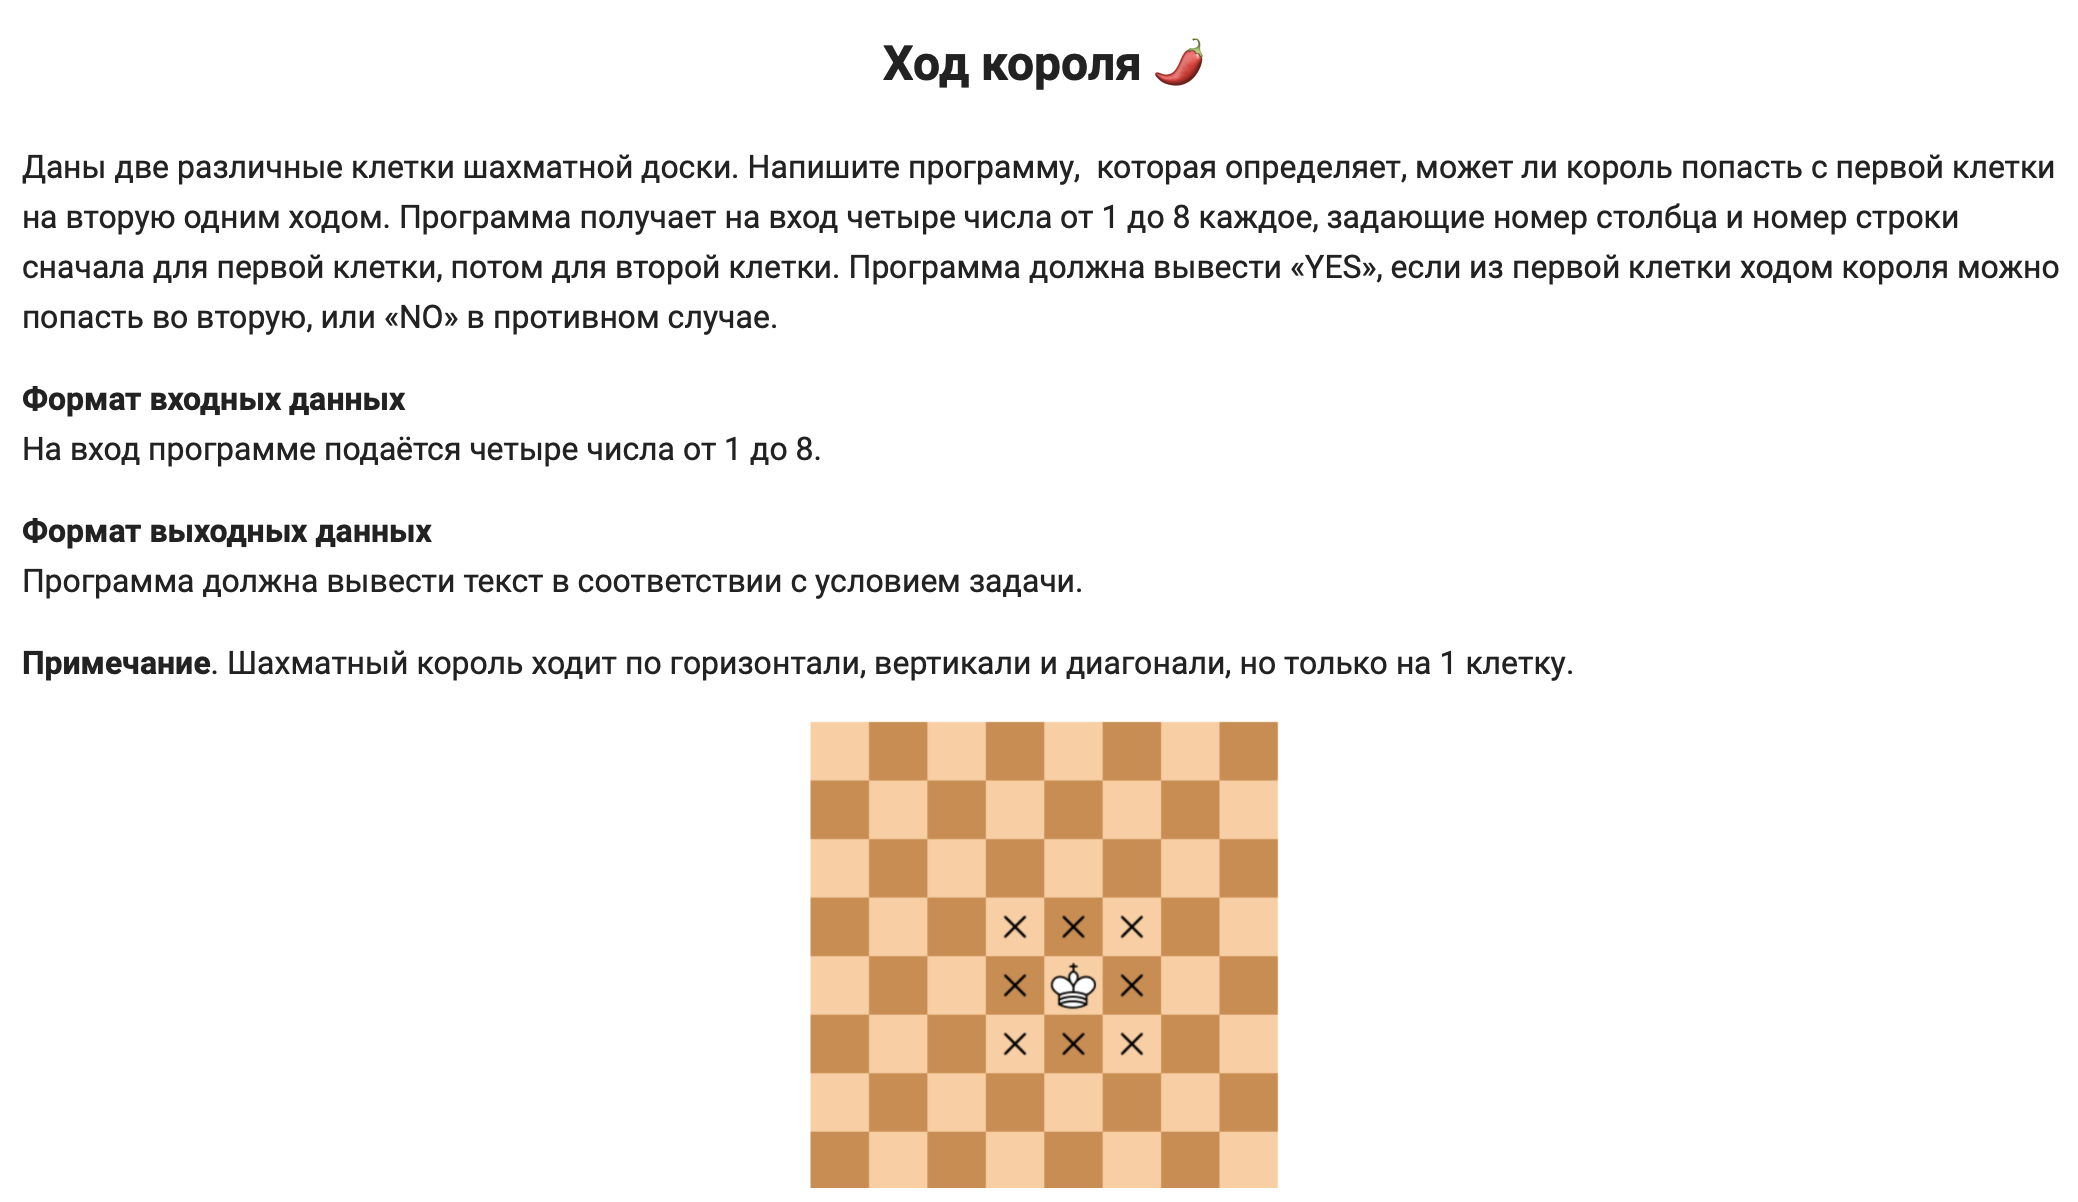 Ход короля 🌶️
Даны две различные клетки шахматной доски. Напишите программу,  которая определяет, может ли король попасть с первой клетки
на вторую одним ходом. Программа получает на вход четыре числа от 1 до 8 каждое, задающие номер столбца и номер строки
сначала для первой клетки, потом для второй клетки. Программа должна вывести «YES», если из первой клетки ходом короля можно
попасть во вторую, или «NO» в противном случае.
Формат входных данных
На вход программе подаётся четыре числа от 1 до 8.
Формат выходных данных
Программа должна вывести текст в соответствии с условием задачи.
Примечание. Шахматный король ходит по горизонтали, вертикали и диагонали, но только на 1 клетку.